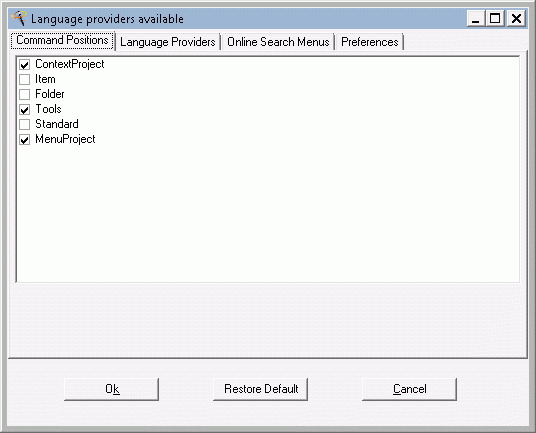 Language providers available
Command Positions Language Providers Online Search Menus Preferences
ContextProject
Item
Folder
Tools
Standard
MenuProject
Ok Restore Default Cancel